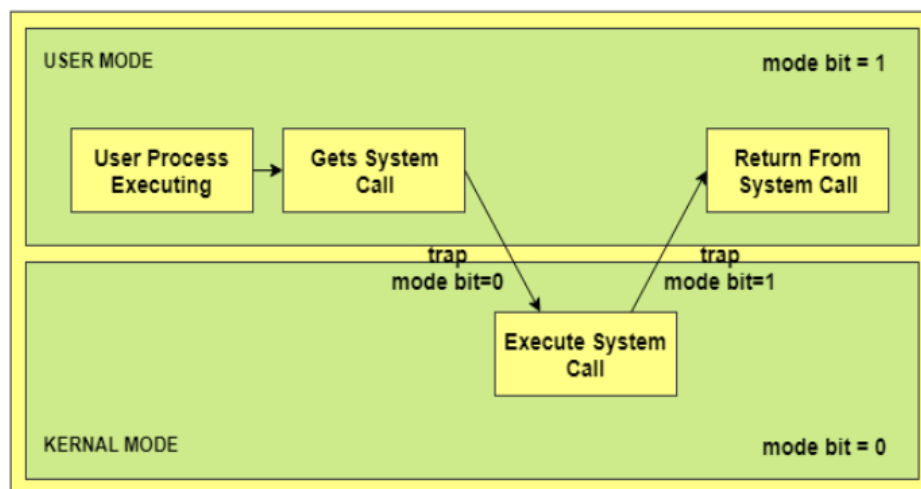 USER MODE
mode bit = 1
User Process
Executing
Gets System
Call
Return From
System Call
trap
mode bit=0
trap
mode bit=1
Execute System
Call
KERNAL MODE
mode bit = 0